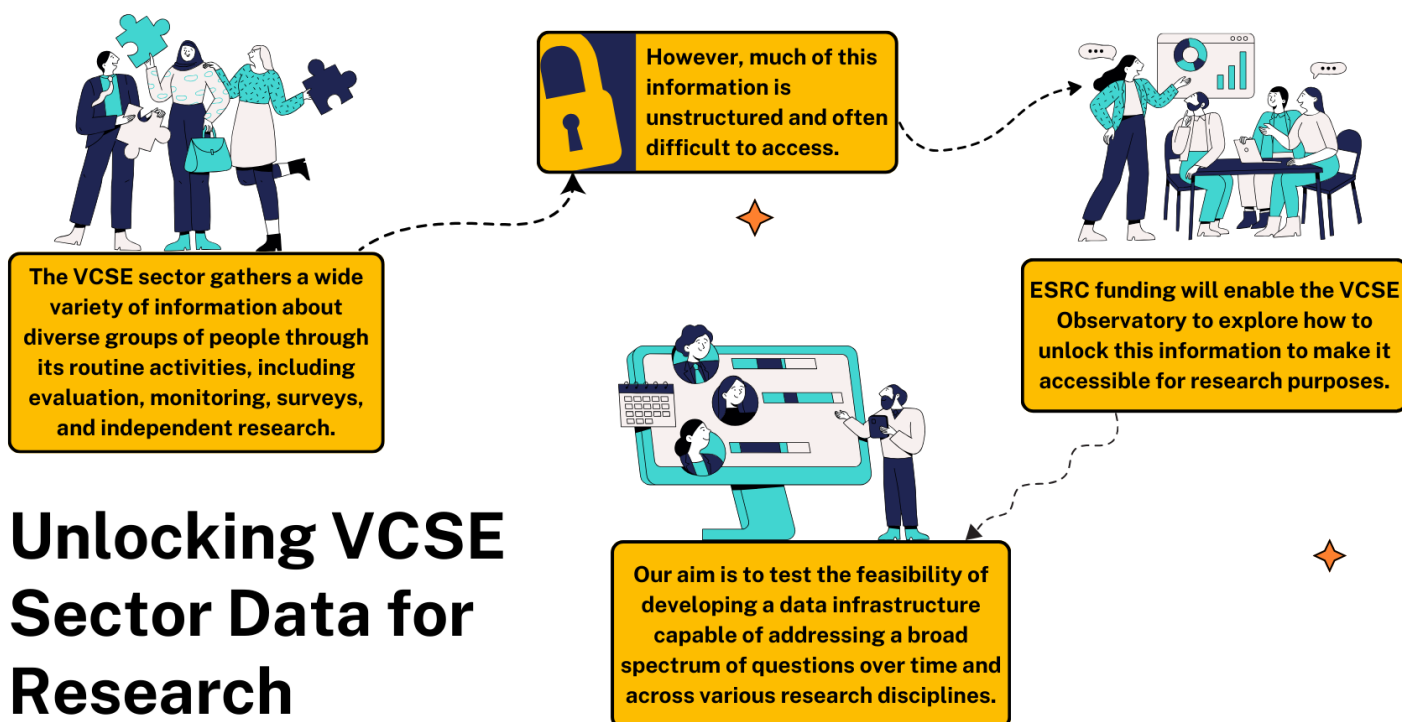 The VCSE sector gathers a wide
variety of information about
diverse groups of people through
its routine activities, including
evaluation, monitoring, surveys,
and independent research.
However, much of this
information is
unstructured and often
difficult to access.
ESRC funding will enable the VCSE
Observatory to explore how to
unlock this information to make it
accessible for research purposes.
Our aim is to test the feasibility of
developing a data infrastructure
capable of addressing a broad
spectrum of questions over time and
across various research disciplines.
Unlocking VCSE
Sector Data for
Research